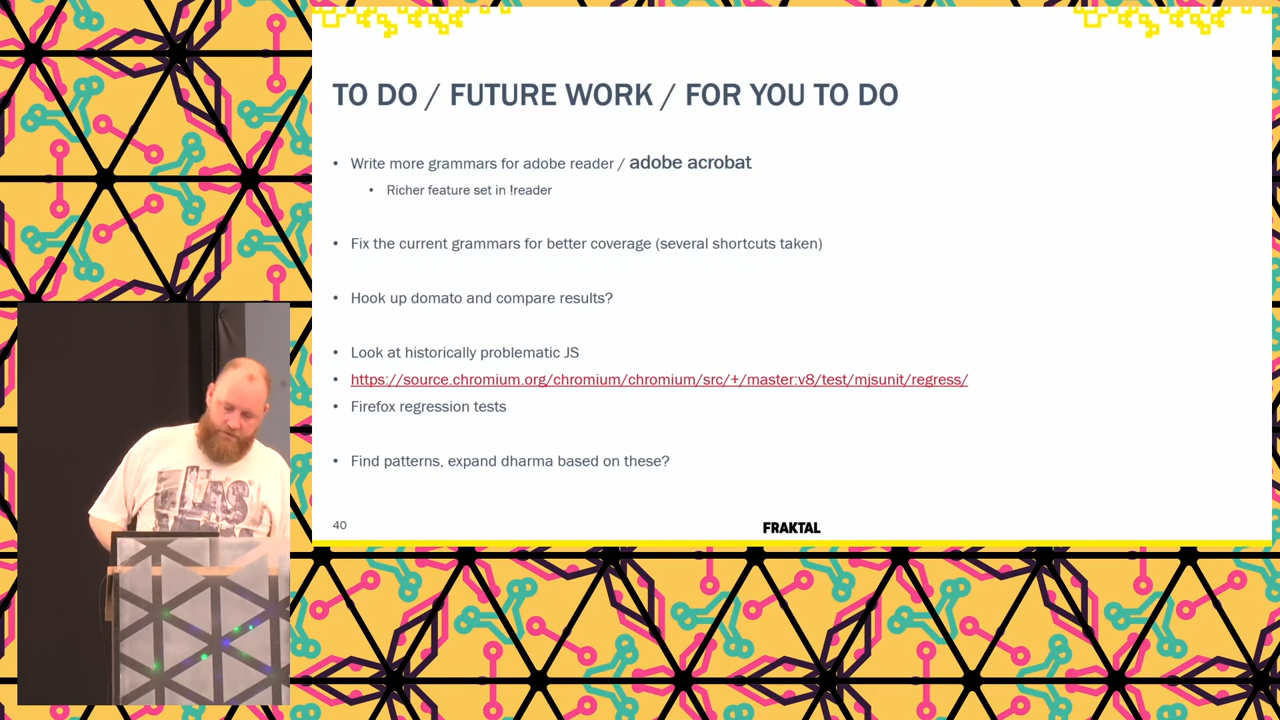 TO DO / FUTURE WORK / FOR YOU TO DO
• Write more grammars for adobe reader / adobe acrobat
• Richer feature set in !reader
• Fix the current grammars for better coverage (several shortcuts taken)
• Hook up domato and compare results?
• Look at historically problematic JS
• https://source.chromium.org/chromium/chromium/src/+/master:v8/test/mjsunit/regress/
• Firefox regression tests
• Find patterns, expand dharma based on these?
40
FRAKTAL